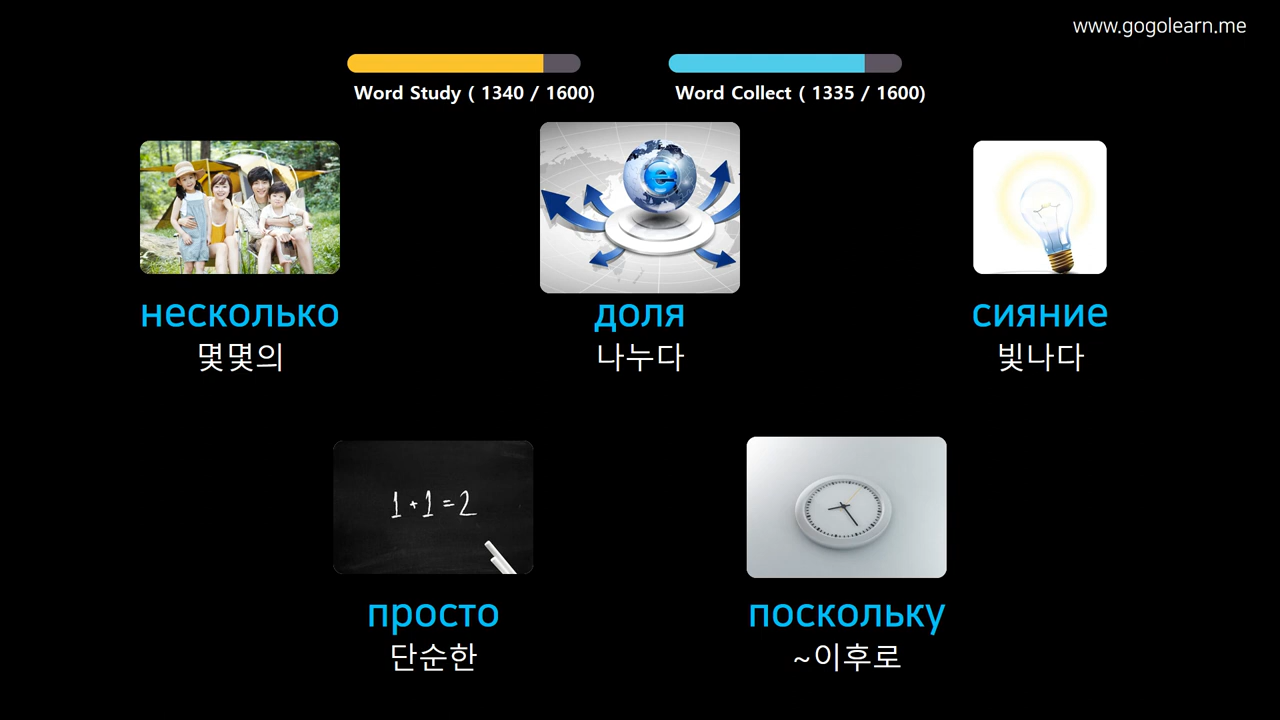 www.gogolearn.me
Word Study ( 1340 / 1600)
Word Collect ( 1335 / 1600)
e
несколько
몇몇의
доля
나누다
сияние
빛나다
1+1=2
просто
단순한
поскольку
~이후로